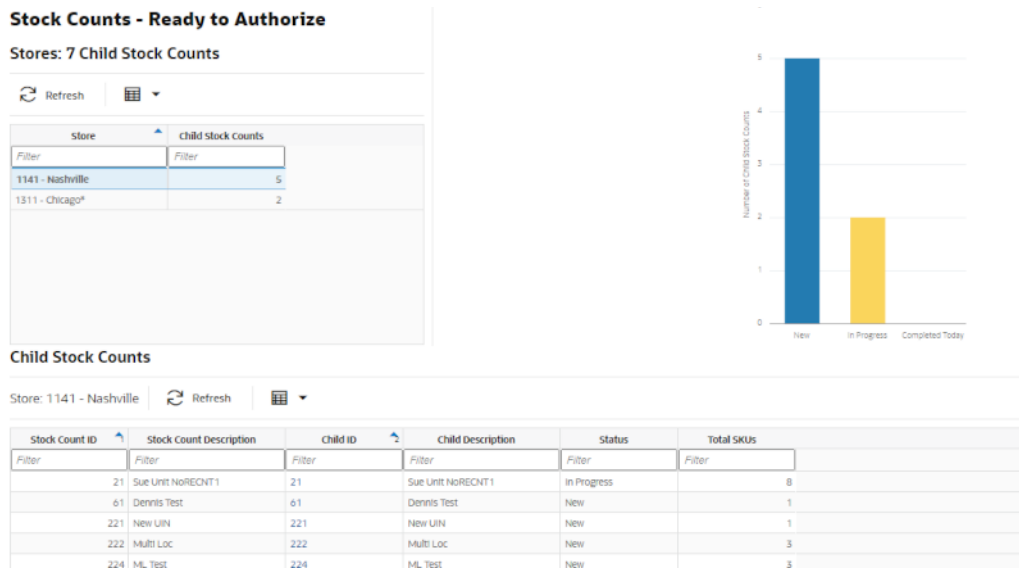 Stock Counts - Ready to Authorize
Stores: 7 Child Stock Counts
Refresh
Store Child Stock Counts
Filter Filter
1141 - Nashville 5
1311 - Chicago* 2
Number of Child Stock Counts
5
4
3
2
1
0
New In Progress Completed Today
Child Stock Counts
Store: 1141 - Nashville Refresh
Stock Count ID 1 Stock Count Description Child ID 2 Child Description Status Total SKUs
Filter Filter Filter Filter Filter Filter
21 Sue Unit NoRECNT1 21 Sue Unit NoRECNT1 In Progress 8
61 Dennis Test 61 Dennis Test New 1
221 New UIN 221 New UIN New 1
222 Multi Loc 222 Multi Loc New 3
224 ML Test 224 ML Test New 3